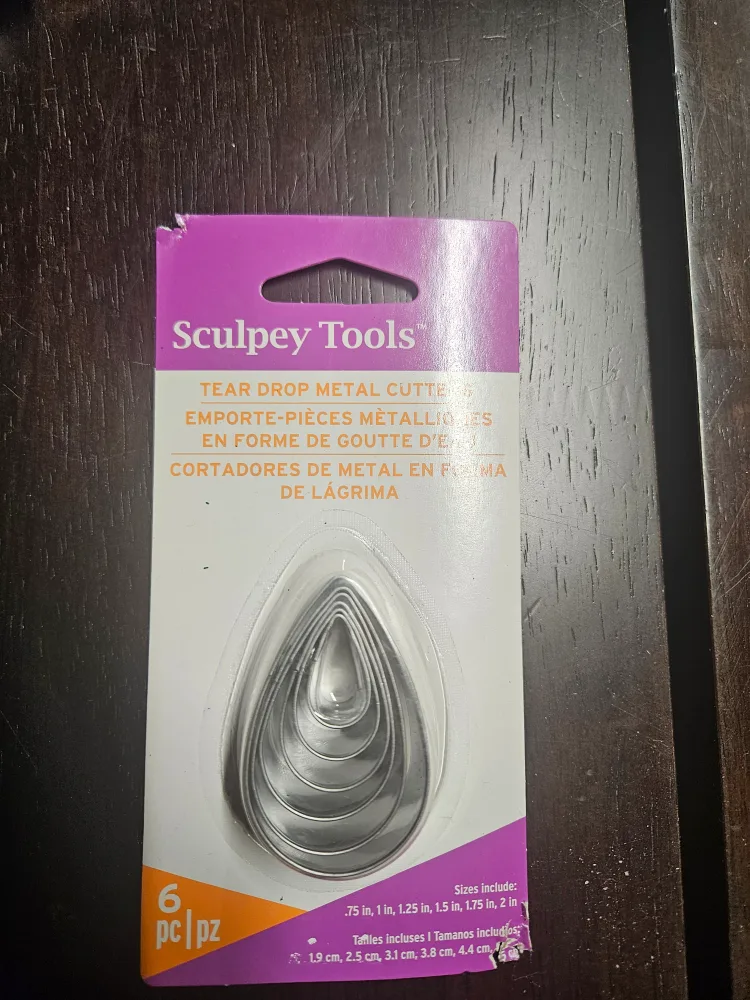 Sculpey Tools™
TEAR DROP METAL CUTTERS
EMPORTE-PIÈCES MÈTALLIQUES
EN FORME DE GOUTTE D'EAU
CORTADORES DE METAL EN FORMA
DE LÁGRIMA
6
pc|pz
Sizes include:
.75 in, 1 in, 1.25 in, 1.5 in, 1.75 in, 2 in
Tailles incluses I Tamanos incluidos:
1.9 cm, 2.5 cm, 3.1 cm, 3.8 cm, 4.4 cm,